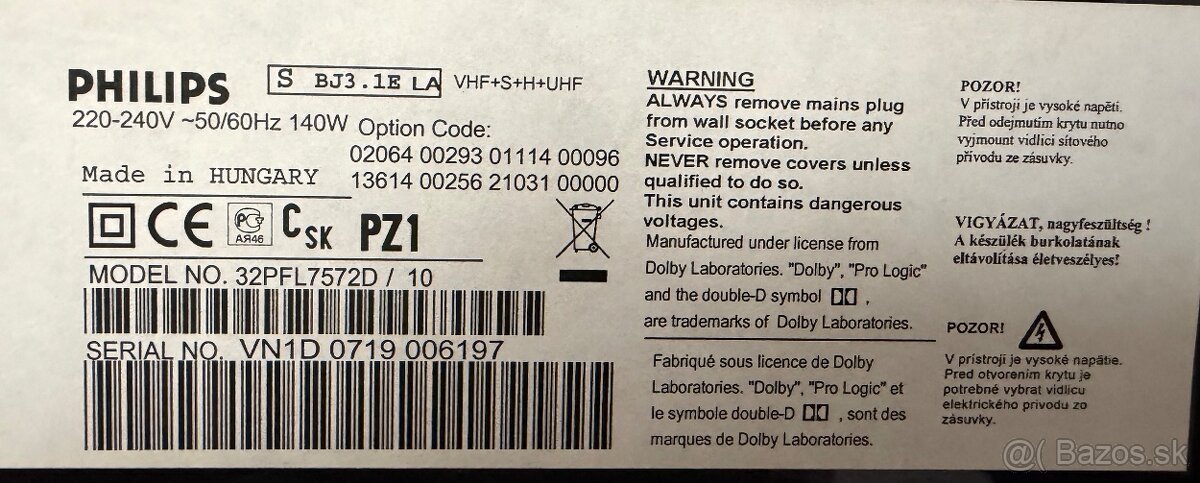 PHILIPS
S BJ3.1E LA
VHF+S+H+UHF
220-240V ~50/60Hz 140W
Option Code:
02064 00293 01114 00096
13614 00256 21031 00000
Made in HUNGARY
CE
PG
АЯ46
CSK
PZ1
MODEL NO. 32PFL7572D / 10
SERIAL NO. VN1D 0719 006197
WARNING
ALWAYS remove mains plug
from wall socket before any
Service operation.
NEVER remove covers unless
qualified to do so.
This unit contains dangerous
voltages.
Manufactured under license from
Dolby Laboratories. "Dolby", "Pro Logic"
and the double-D symbol ,
are trademarks of Dolby Laboratories.
Fabriqué sous licence de Dolby
Laboratories. "Dolby", "Pro Logic" et
le symbole double-D , sont des
marques de Dolby Laboratories.
POZOR!
V přístroji je vysoké napětí.
Před odejmutím krytu nutno
vyjmount vidlici síťového
přívodu ze zásuvky.
VIGYÁZAT, nagyfeszültség !
A készülék burkolatának
eltávolítása életveszélyes!
POZOR!
V prístroji je vysoké napätie.
Pred otvorením krytu je
potrebné vybrat vidlicu
elektrického privodu zo
zásuvky.
@( Bazos.sk